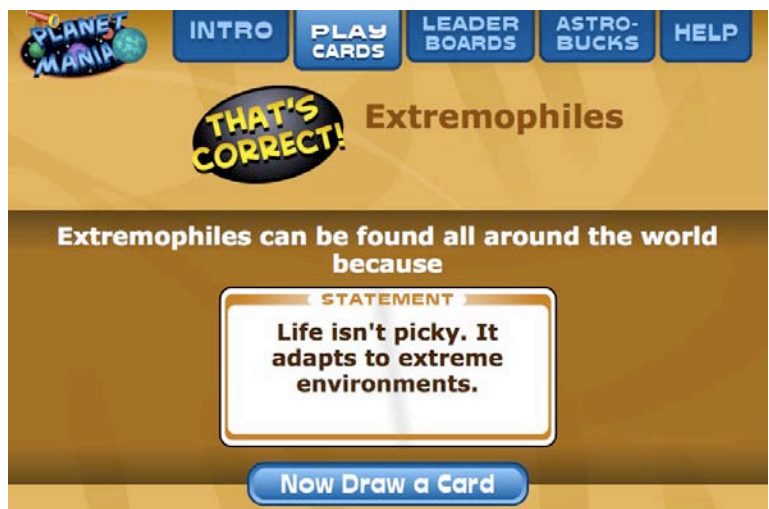 PLANET
MANIA
INTRO
PLAY
CARDS
LEADER
BOARDS
ASTRO-
BUCKS
HELP
THAT'S
CORRECT!
Extremophiles
Extremophiles can be found all around the world
because
STATEMENT
Life isn't picky. It
adapts to extreme
environments.
Now Draw a Card